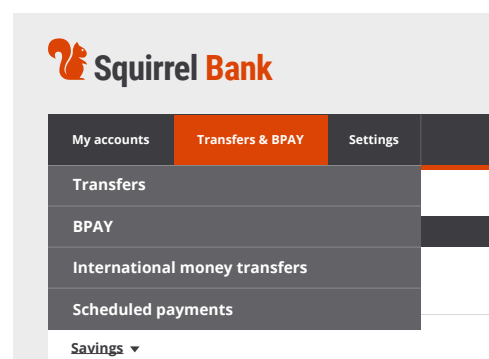 Squirrel Bank
My accounts Transfers & BPAY Settings
Transfers
BPAY
International money transfers
Scheduled payments
Savings